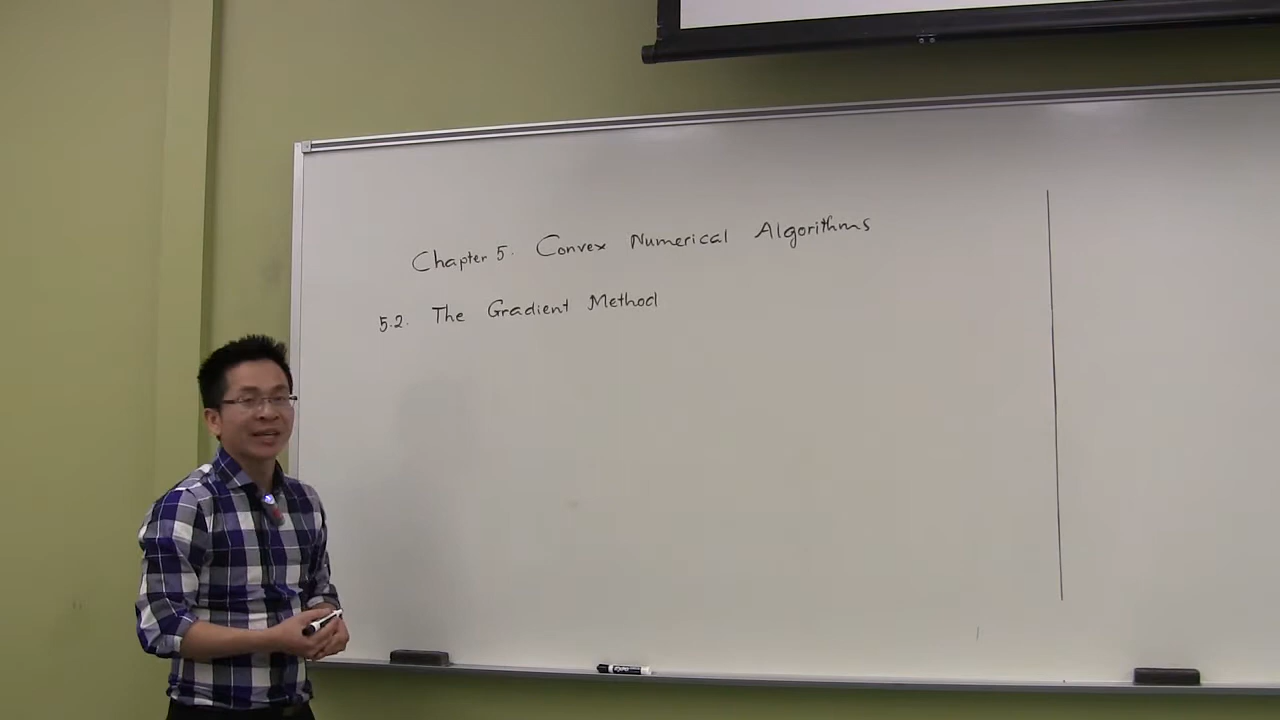 Chapter 5. Convex Numerical Algorithms
5.2. The Gradient Method